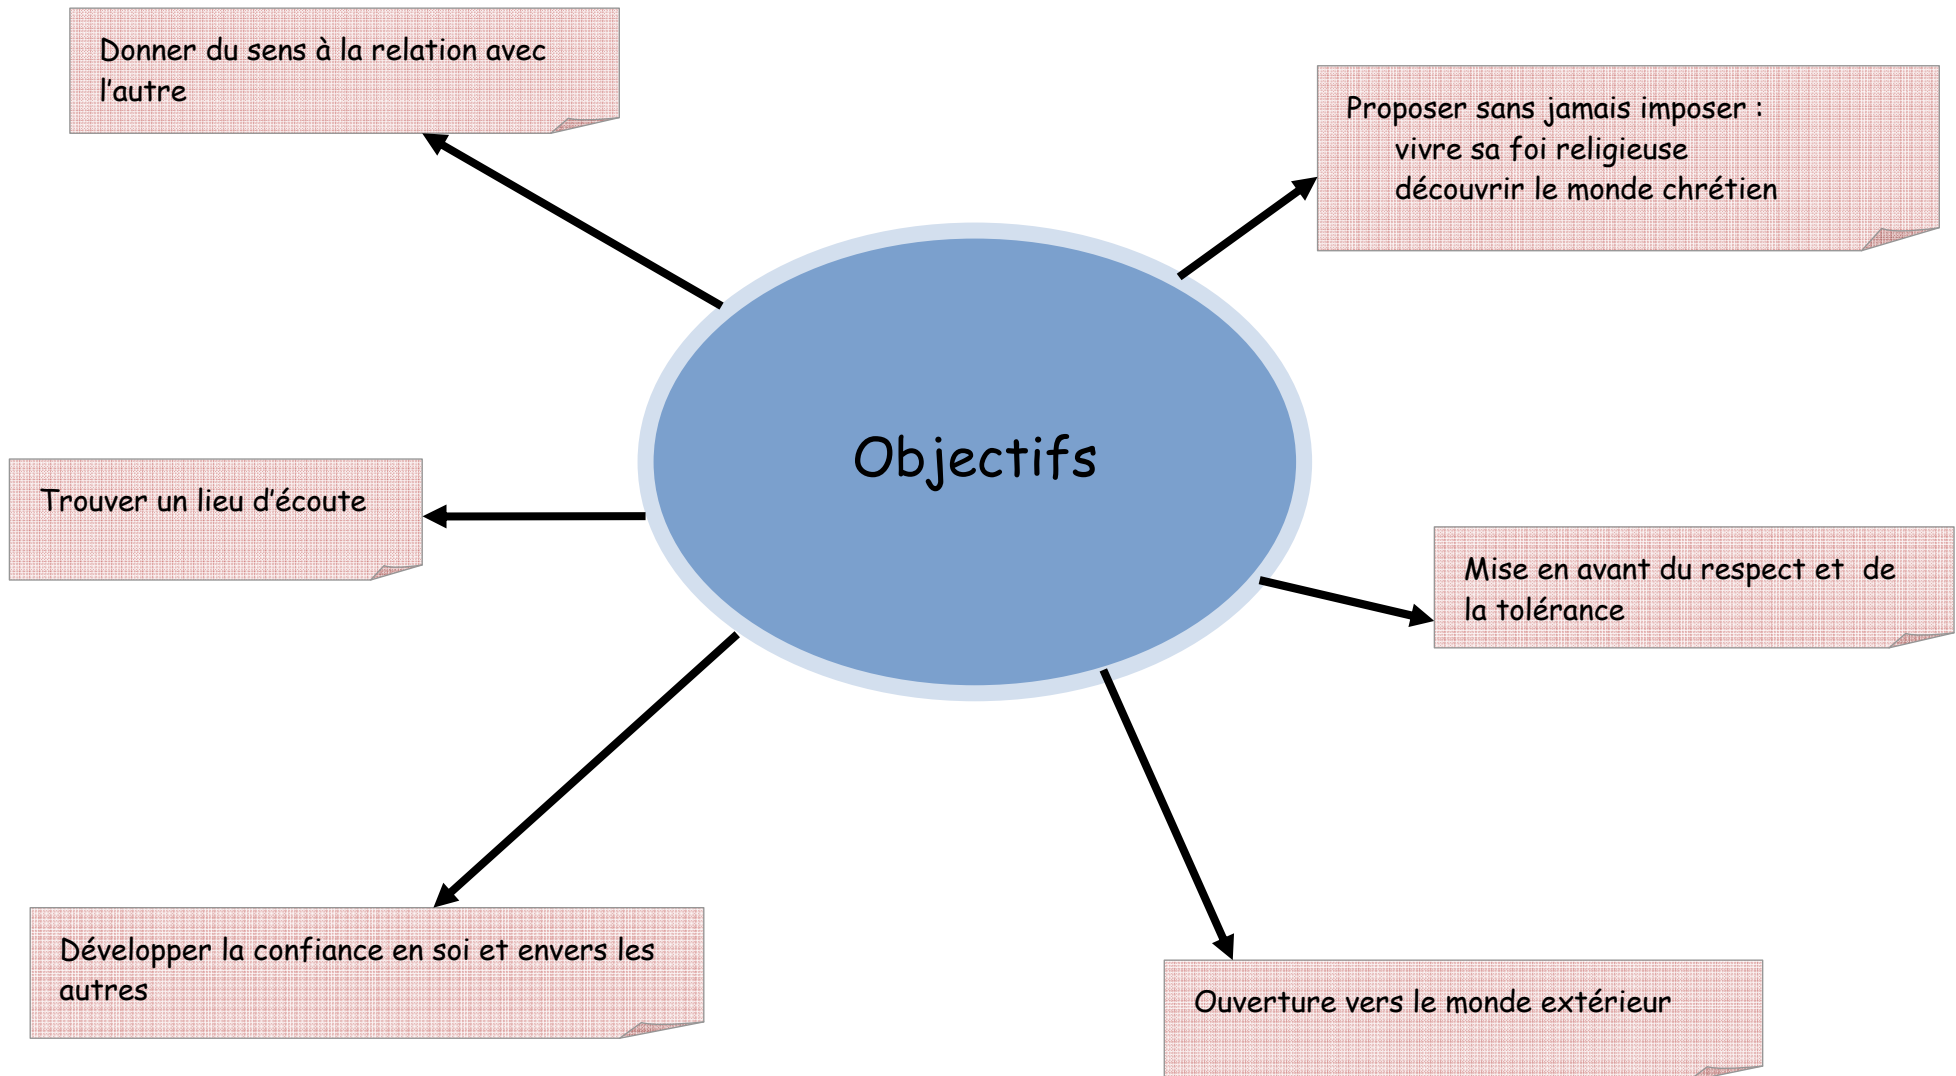 Donner du sens à la relation avec
l'autre
Proposer sans jamais imposer :
vivre sa foi religieuse
découvrir le monde chrétien
Objectifs
Trouver un lieu d'écoute
Mise en avant du respect et  de
la tolérance
Développer la confiance en soi et envers les
autres
Ouverture vers le monde extérieur